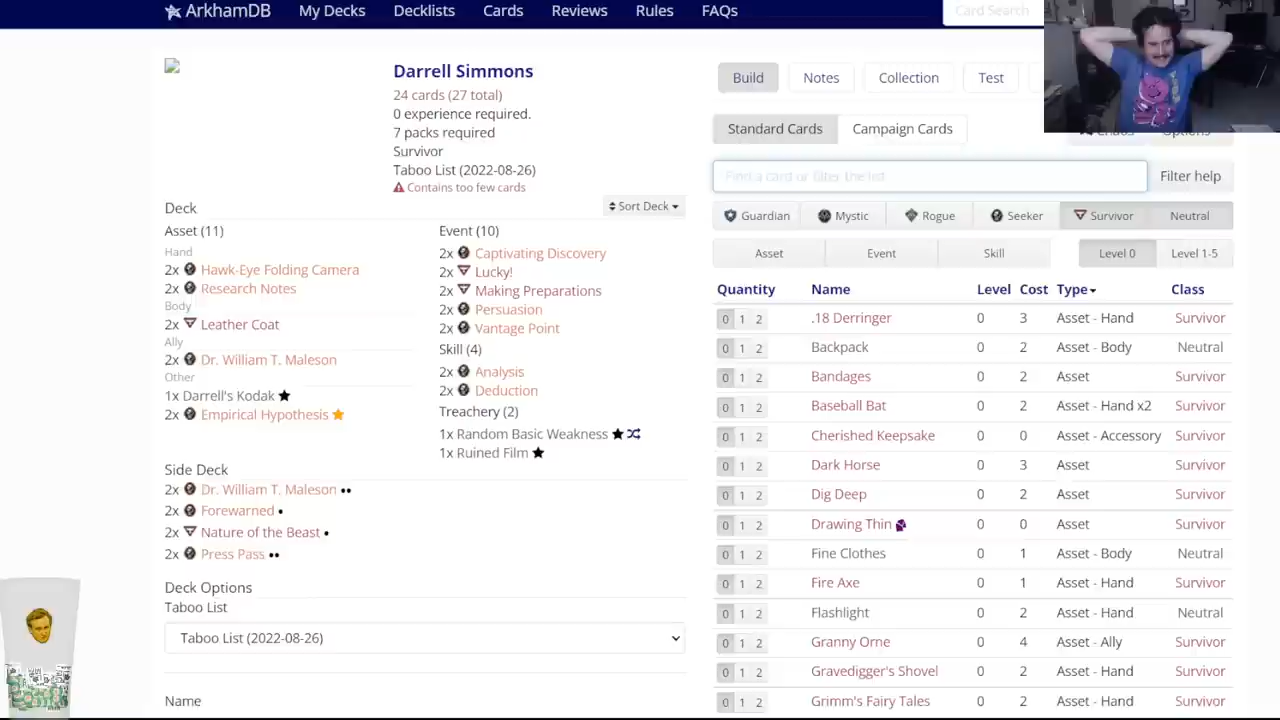 ArkhamDB My Decks Decklists Cards Reviews Rules FAQs Card Search
Darrell Simmons
24 cards (27 total)
0 experience required.
7 packs required
Survivor
Taboo List (2022-08-26)
Contains too few cards
Sort Deck
Deck
Asset (11)
Hand
2x Hawk-Eye Folding Camera
2x Research Notes
Body
2x Leather Coat
Ally
2x Dr. William T. Maleson
Other
1x Darrell's Kodak
2x Empirical Hypothesis
Event (10)
2x Captivating Discovery
2x Lucky!
2x Making Preparations
2x Persuasion
2x Vantage Point
Skill (4)
2x Analysis
2x Deduction
Treachery (2)
1x Random Basic Weakness
1x Ruined Film
Side Deck
2x Dr. William T. Maleson
2x Forewarned
2x Nature of the Beast
2x Press Pass
Deck Options
Taboo List
Taboo List (2022-08-26)
Name
Build Notes Collection Test
Standard Cards Campaign Cards
Chaos Options
Find a card or filter the list Filter help
Guardian Mystic Rogue Seeker Survivor Neutral
Asset Event Skill Level 0 Level 1-5
Quantity Name Level Cost Type Class
0 1 2 .18 Derringer 0 3 Asset - Hand Survivor
0 1 2 Backpack 0 2 Asset - Body Neutral
0 1 2 Bandages 0 2 Asset Survivor
0 1 2 Baseball Bat 0 2 Asset - Hand x2 Survivor
0 1 2 Cherished Keepsake 0 0 Asset - Accessory Survivor
0 1 2 Dark Horse 0 3 Asset Survivor
0 1 2 Dig Deep 0 2 Asset Survivor
0 1 2 Drawing Thin 0 0 Asset Survivor
0 1 2 Fine Clothes 0 1 Asset - Body Neutral
0 1 2 Fire Axe 0 1 Asset - Hand Survivor
0 1 2 Flashlight 0 2 Asset - Hand Neutral
0 1 2 Granny Orne 0 4 Asset - Ally Survivor
0 1 2 Gravedigger's Shovel 0 2 Asset - Hand Survivor
0 1 2 Grimm's Fairy Tales 0 2 Asset - Hand Survivor